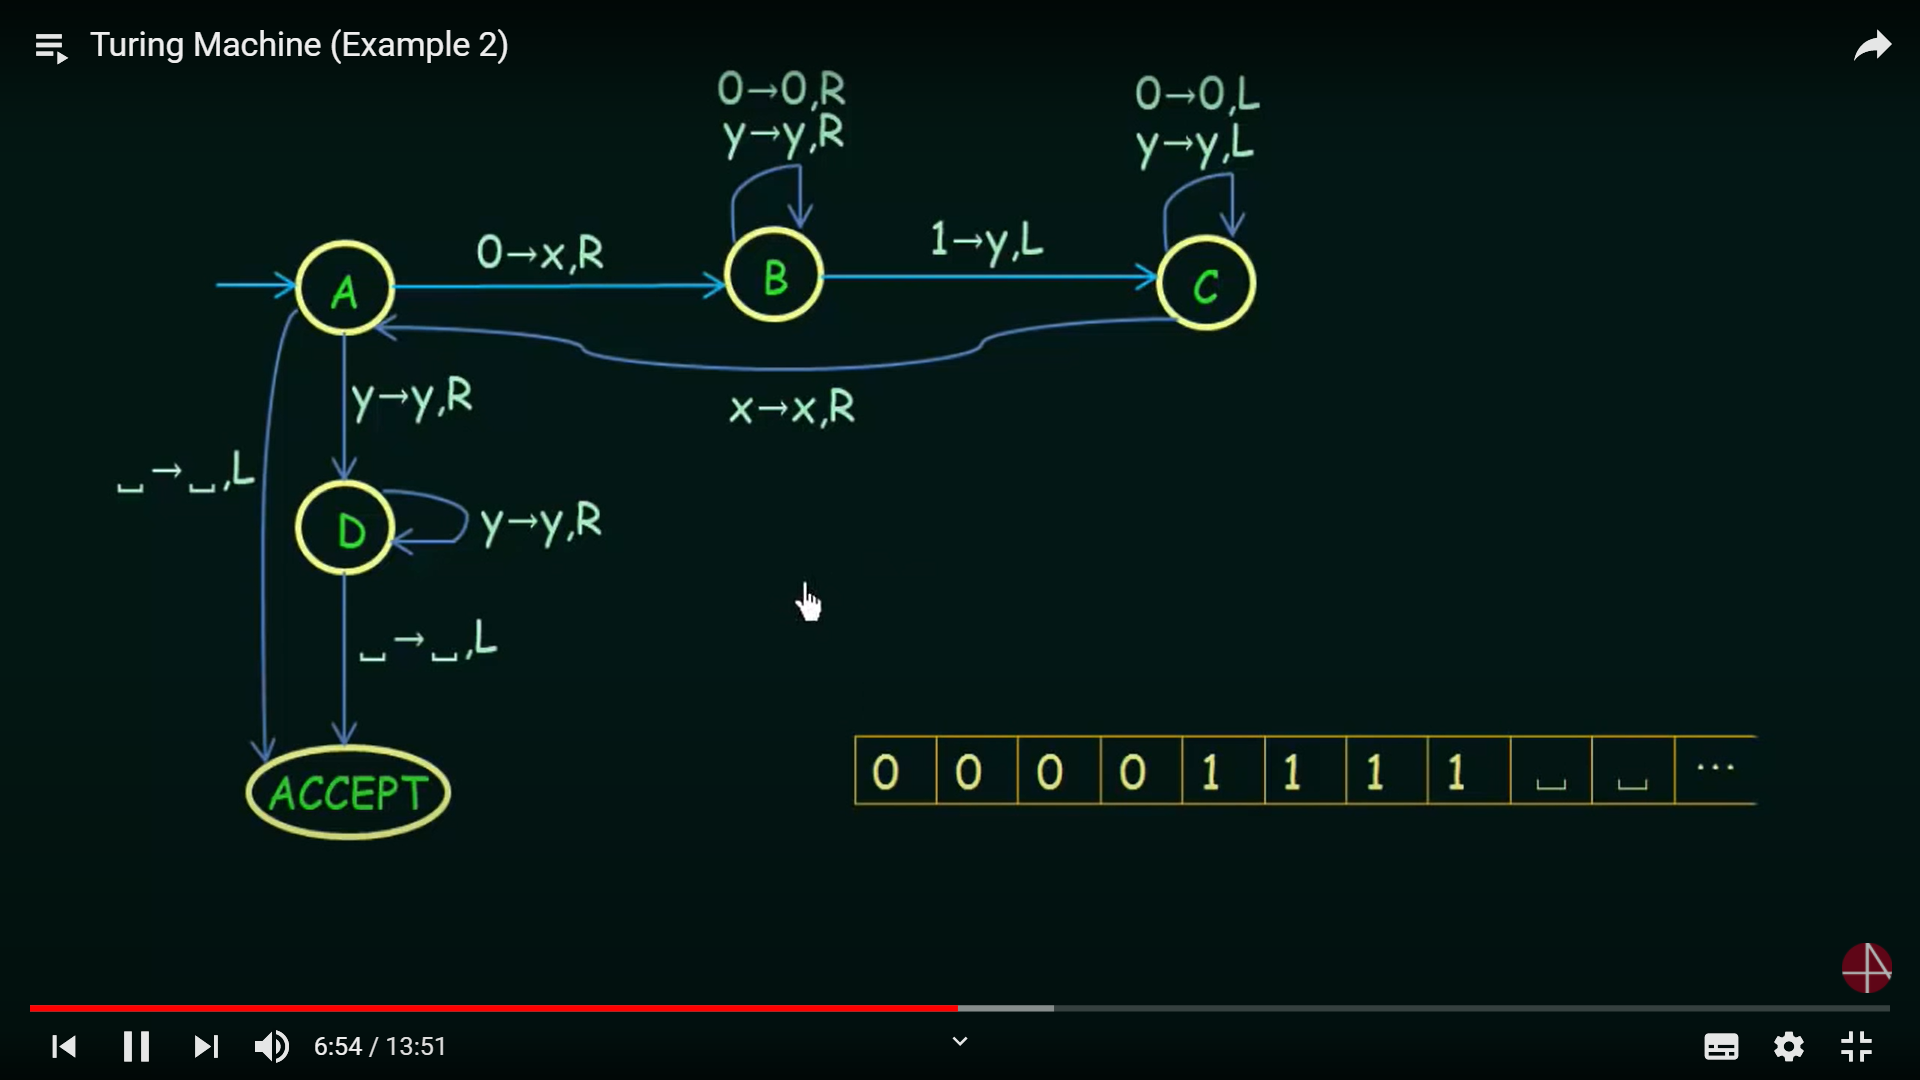 Turing Machine (Example 2)
0→0,R
y→y,R
0→0,L
y→y,L
0→x,R
1→y,L
A
B
C
y→y,R
x→x,R
␣→␣,L
D
y→y,R
␣→␣,L
0 0 0 0 1 1 1 1 ␣ ␣ ...
ACCEPT
6:54 / 13:51